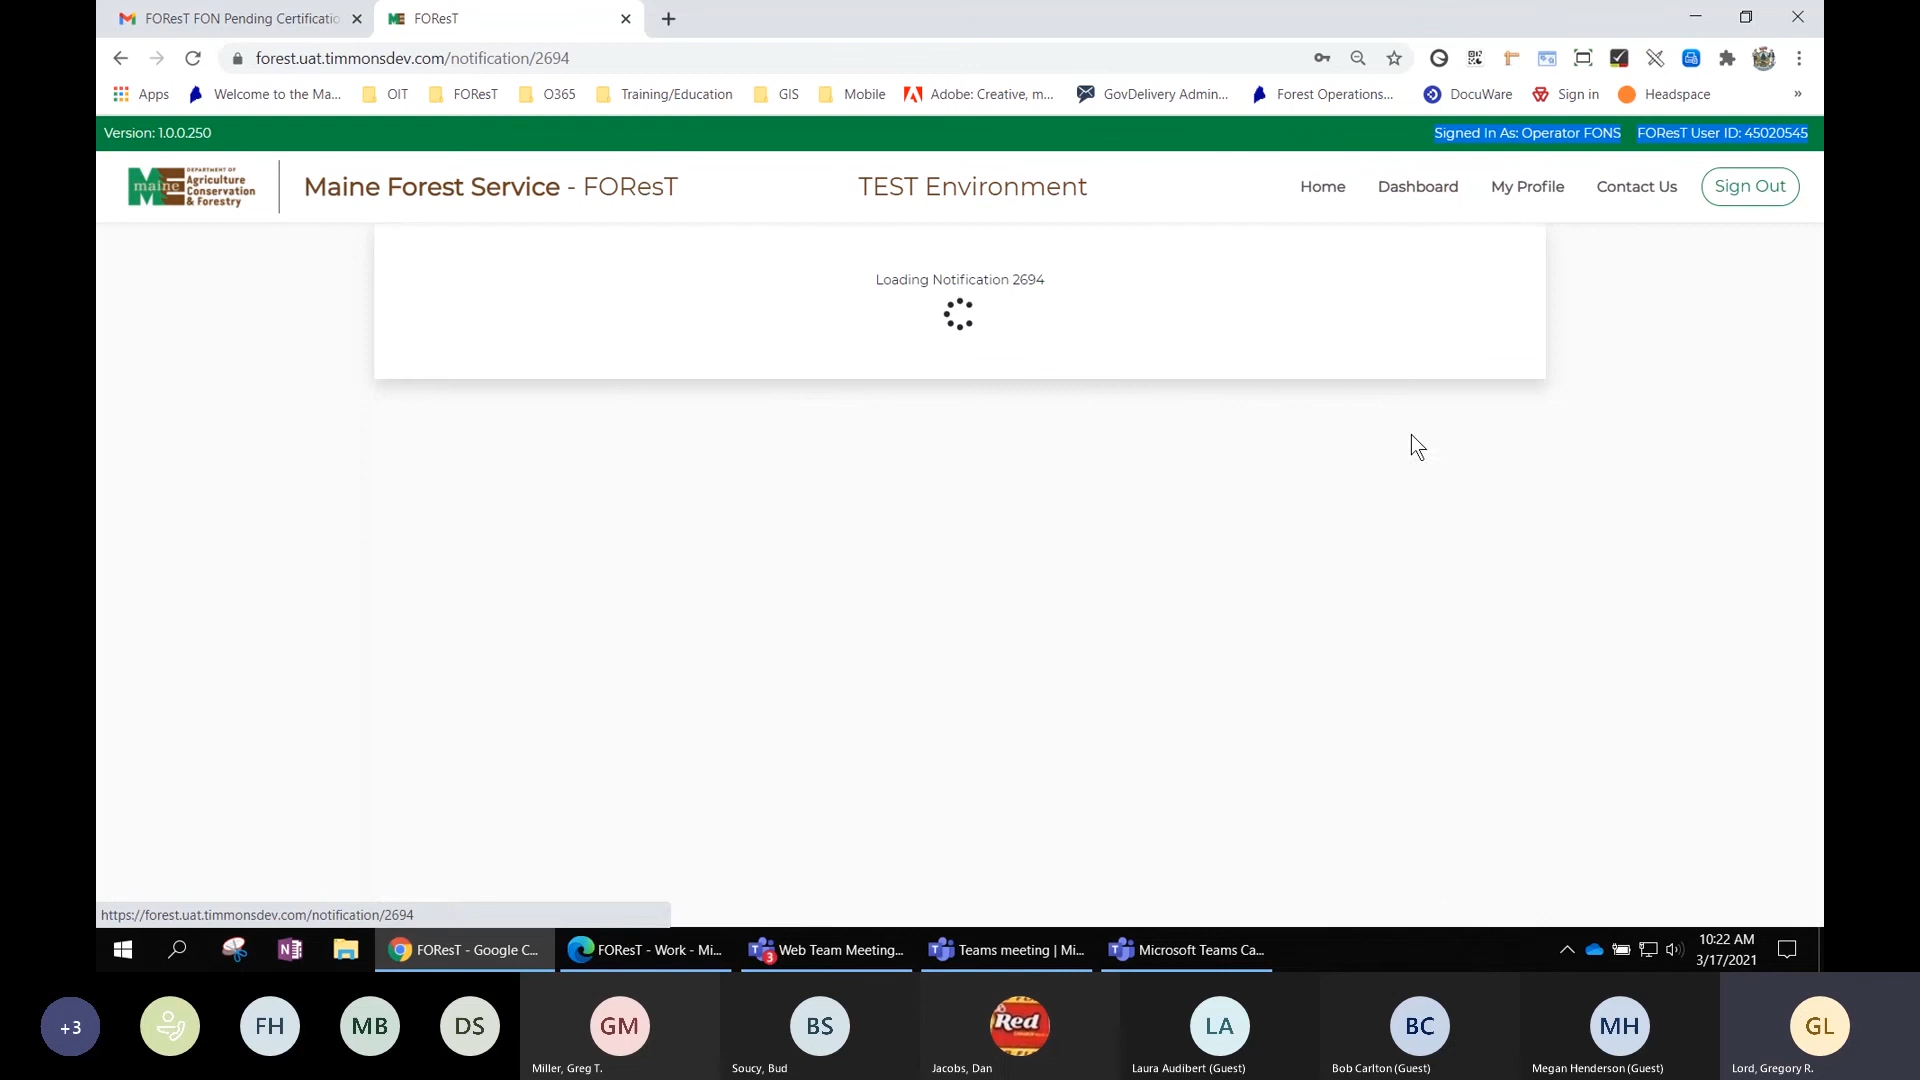 FOResT FON Pending Certificatio
FOResT
forest.uat.timmonsdev.com/notification/2694
Apps
Welcome to the Ma...
OIT
FOResT
O365
Training/Education
GIS
Mobile
Adobe: Creative, m...
GovDelivery Admin...
Forest Operations...
DocuWare
Sign in
Headspace
»
Version: 1.0.0.250
Signed In As: Operator FONS
FOResT User ID: 45020545
maine
DEPARTMENT OF
Agriculture
Conservation
& Forestry
Maine Forest Service - FOResT
TEST Environment
Home
Dashboard
My Profile
Contact Us
Sign Out
Loading Notification 2694
https://forest.uat.timmonsdev.com/notification/2694
FOResT - Google C...
FOResT - Work - Mi...
3
Web Team Meeting...
Teams meeting | Mi...
Microsoft Teams Ca...
10:22 AM
3/17/2021
+3
FH
MB
DS
GM
Miller, Greg T.
BS
Soucy, Bud
Red
Jacobs, Dan
LA
Laura Audibert (Guest)
BC
Bob Carlton (Guest)
MH
Megan Henderson (Guest)
GL
Lord, Gregory R.